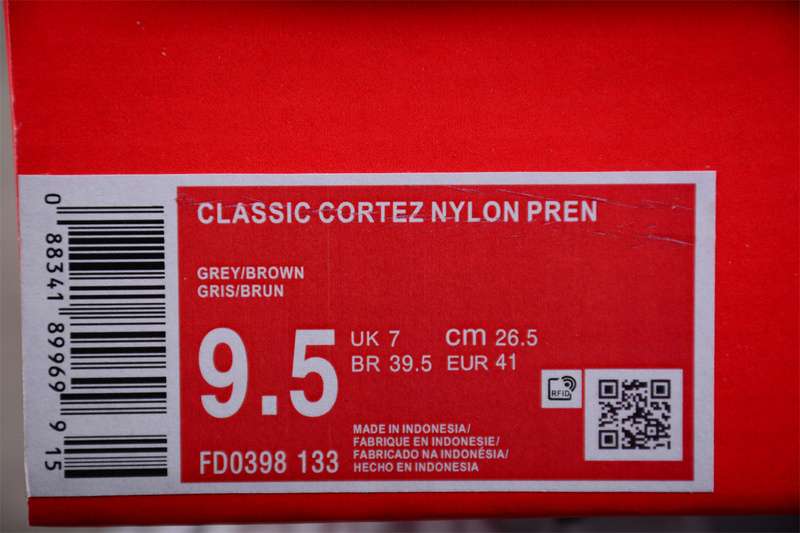 CLASSIC CORTEZ NYLON PREN
GREY/BROWN
GRIS/BRUN
9.5
UK 7 cm 26.5
BR 39.5 EUR 41
RFID
MADE IN INDONESIA/
FABRIQUE EN INDONESIE/
FABRICADO NA INDONÉSIA/
HECHO EN INDONESIA
FD0398 133
0 88341 89969 9 15